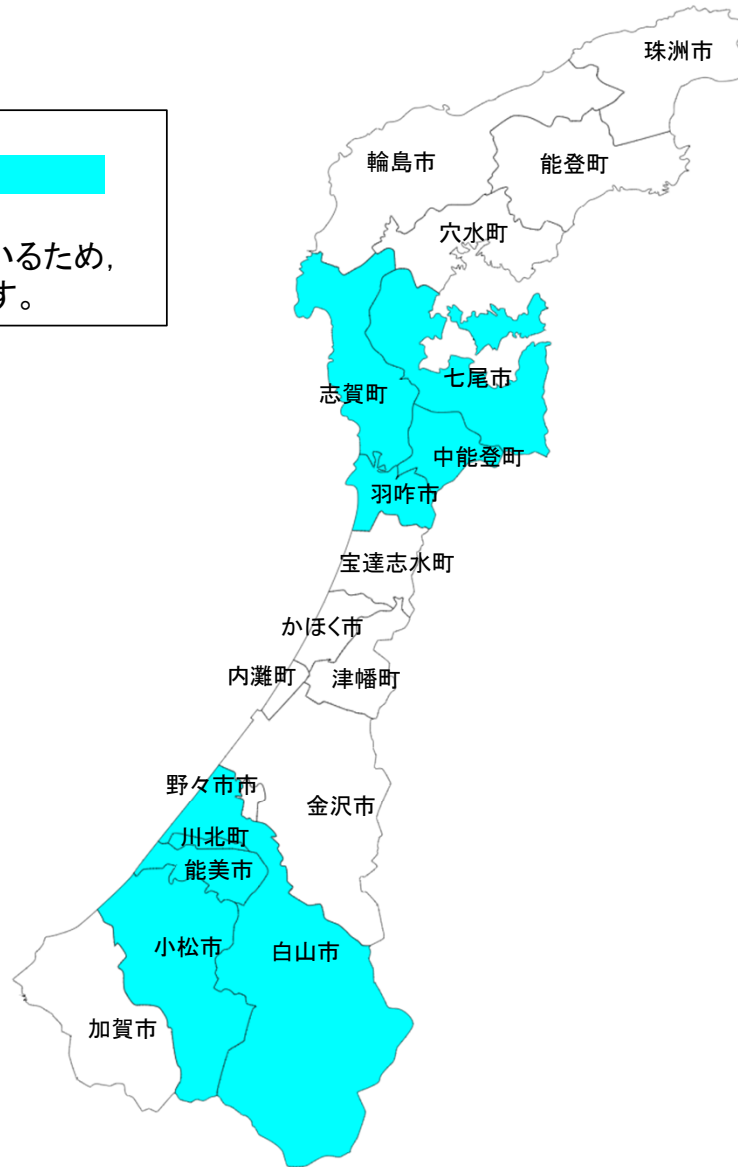 珠洲市
輪島市
能登町
穴水町
いるため,
す。
七尾市
志賀町
中能登町
羽咋市
宝達志水町
かほく市
内灘町
津幡町
野々市市
金沢市
川北町
能美市
小松市
白山市
加賀市